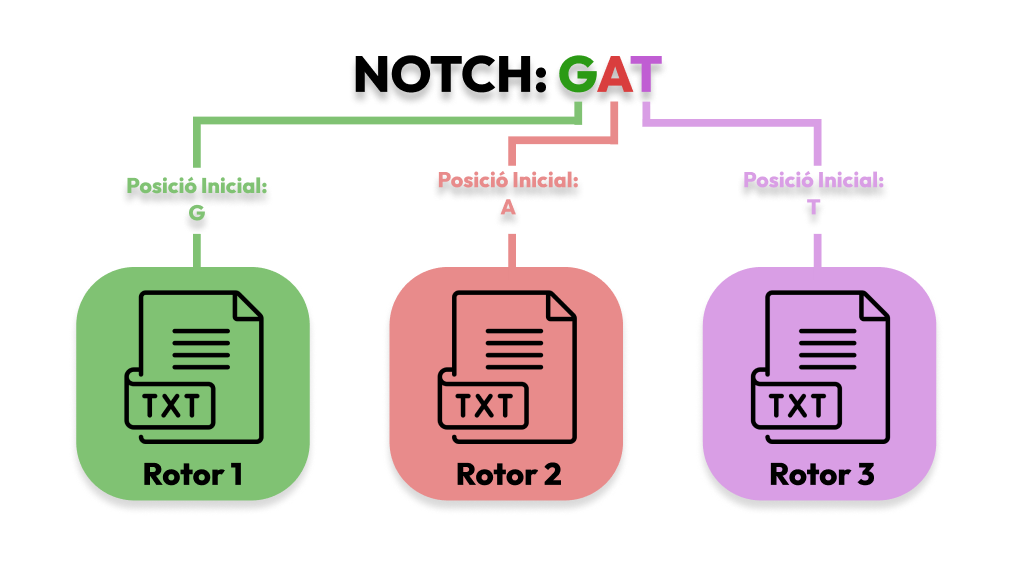 NOTCH: GAT
Posició Inicial:
G
Posició Inicial:
A
Posició Inicial:
T
TXT
Rotor 1
TXT
Rotor 2
TXT
Rotor 3